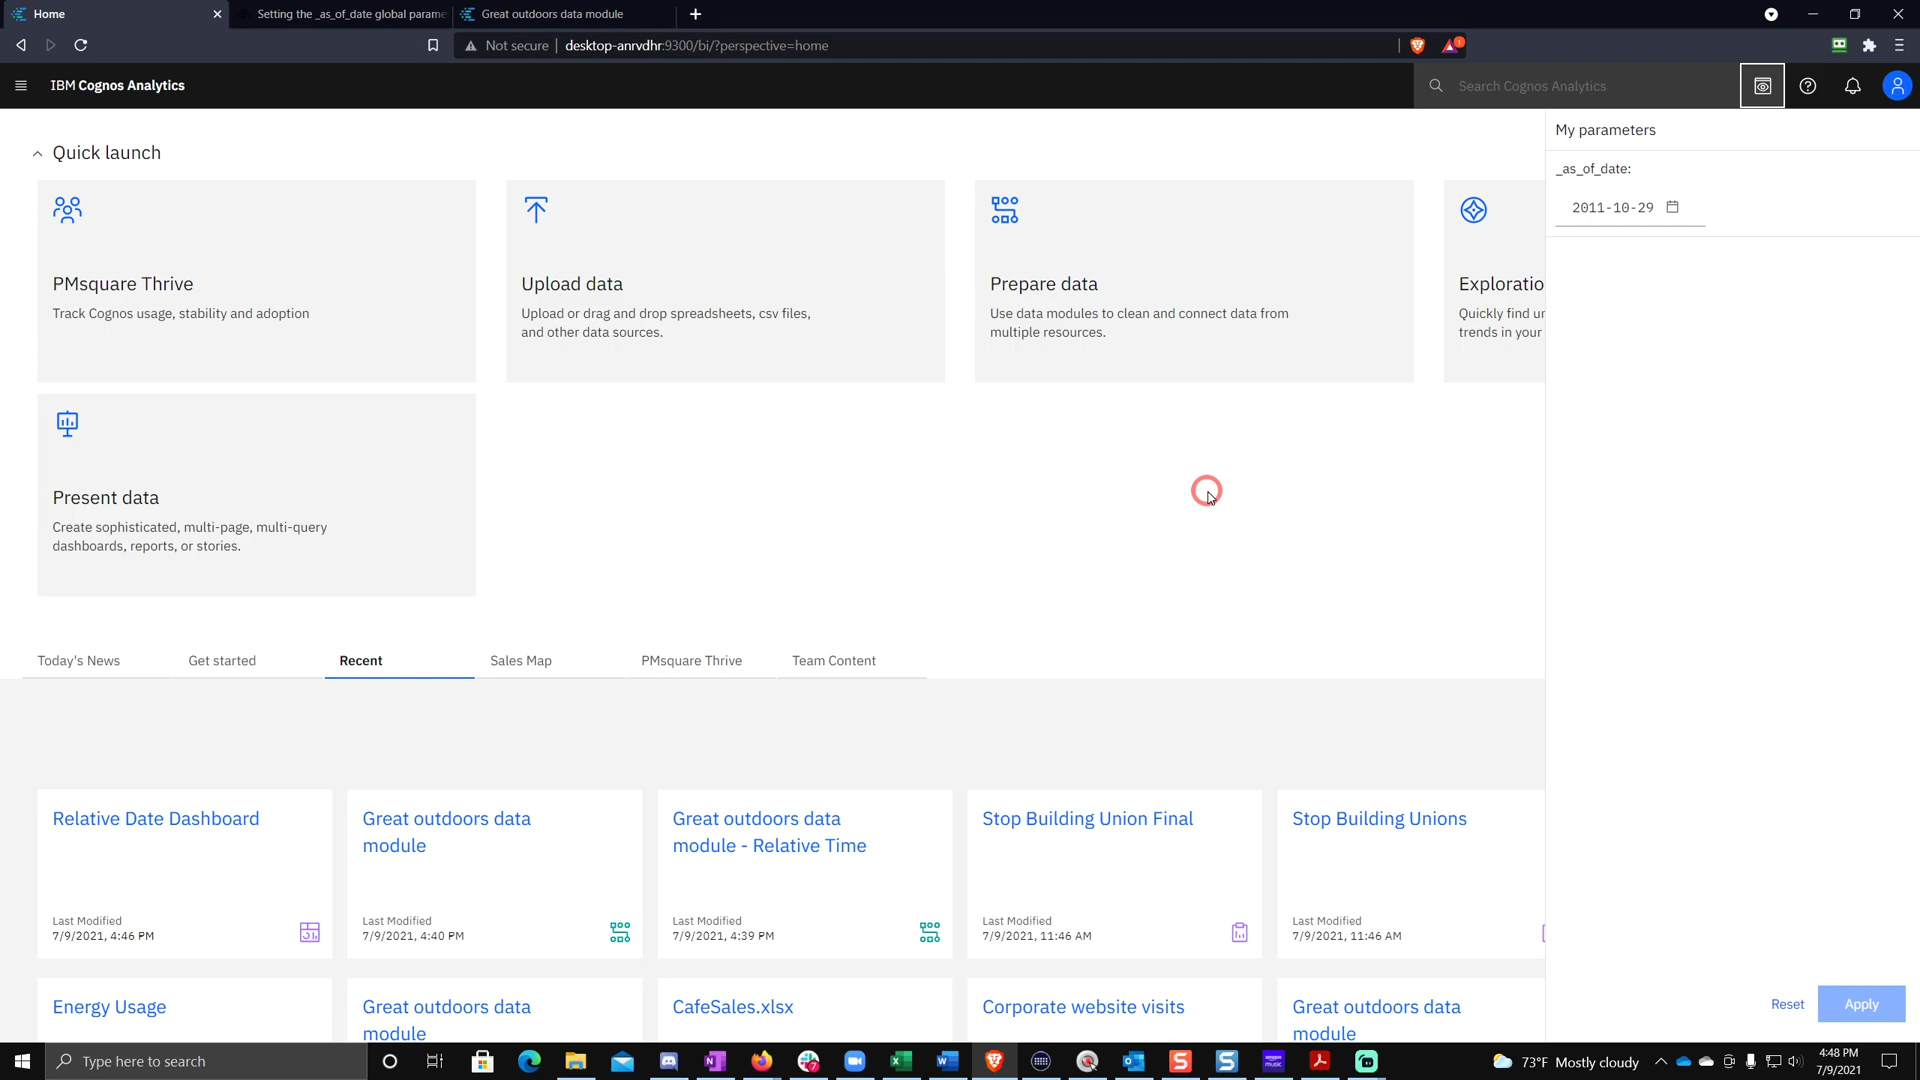 Home
Setting the _as_of_date global parame
Great outdoors data module
Not secure
desktop-anrvdhr:9300/bi/?perspective=home
1
IBM Cognos Analytics
Search Cognos Analytics
My parameters
_as_of_date:
2011-10-29
Quick launch
PMsquare Thrive
Track Cognos usage, stability and adoption
Upload data
Upload or drag and drop spreadsheets, csv files,
and other data sources.
Prepare data
Use data modules to clean and connect data from
multiple resources.
Exploratio
Quickly find ur
trends in your
Present data
Create sophisticated, multi-page, multi-query
dashboards, reports, or stories.
Today's News
Get started
Recent
Sales Map
PMsquare Thrive
Team Content
Relative Date Dashboard
Last Modified
7/9/2021, 4:46 PM
Great outdoors data
module
Last Modified
7/9/2021, 4:40 PM
Great outdoors data
module - Relative Time
Last Modified
7/9/2021, 4:39 PM
Stop Building Union Final
Last Modified
7/9/2021, 11:46 AM
Stop Building Unions
Last Modified
7/9/2021, 11:46 AM
Energy Usage
Great outdoors data
module
CafeSales.xlsx
Corporate website visits
Great outdoors data
module
Reset
Apply
Type here to search
73°F Mostly cloudy
4:48 PM
7/9/2021